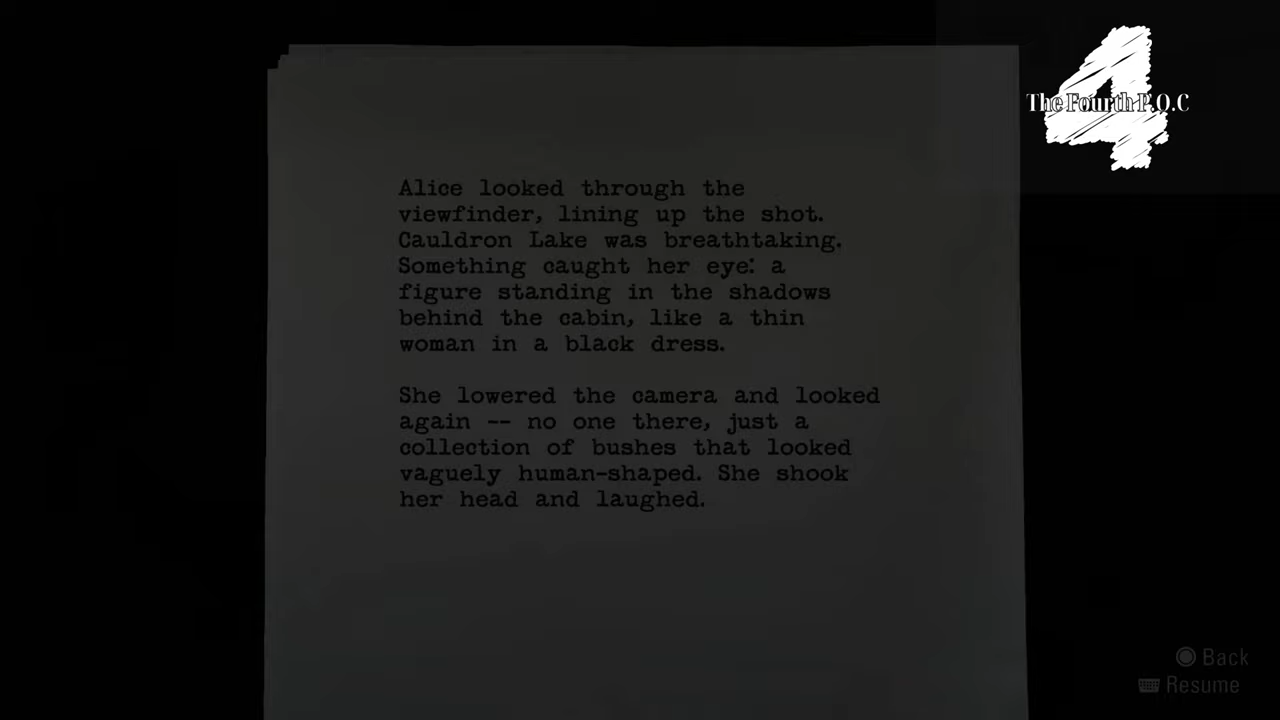 4
The Fourth P.O.C
Alice looked through the
viewfinder, lining up the shot.
Cauldron Lake was breathtaking.
Something caught her eye: a
figure standing in the shadows
behind the cabin, like a thin
woman in a black dress.
She lowered the camera and looked
again -- no one there, just a
collection of bushes that looked
vaguely human-shaped. She shook
her head and laughed.
Back
Resume